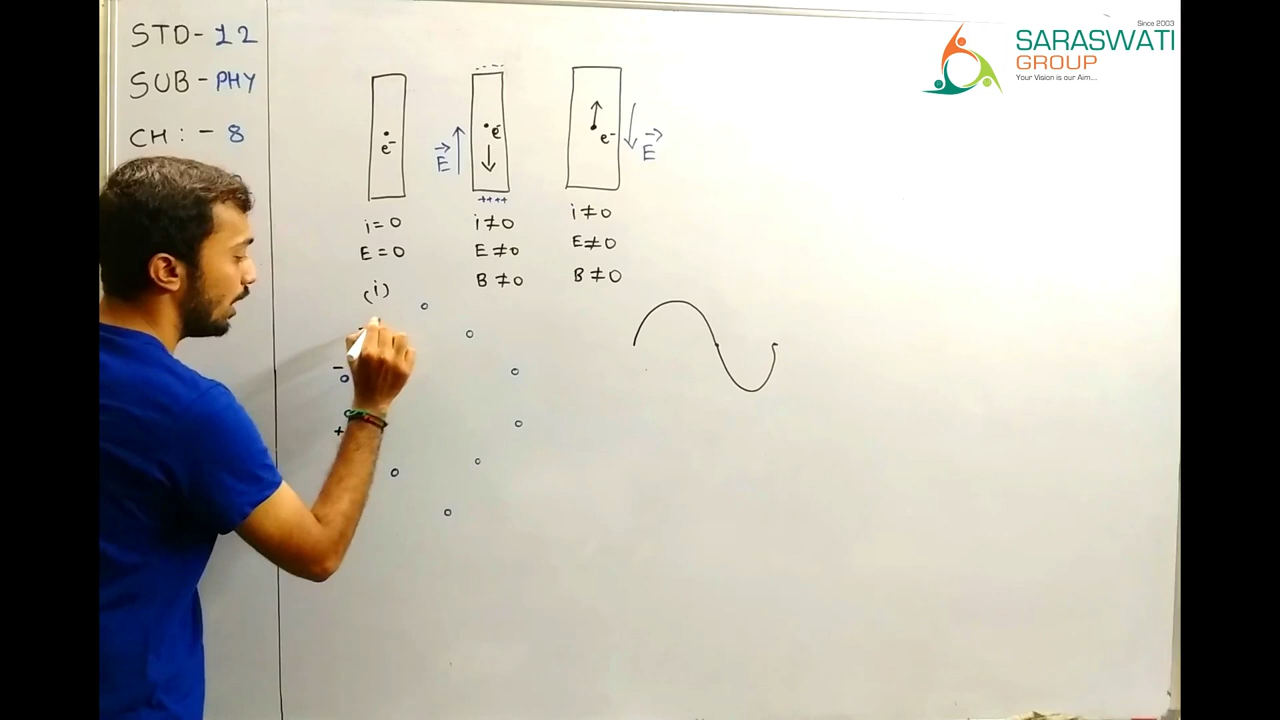 STD-12
SUB-PHY
CH:-8
Since 2003
SARASWATI
GROUP
Your Vision is our Aim...
e⁻
i=0
E=0
(i)
- - - -
E⃗
e⁻
++++
i≠0
E≠0
B≠0
e⁻
E⃗
i≠0
E≠0
B≠0
-
+